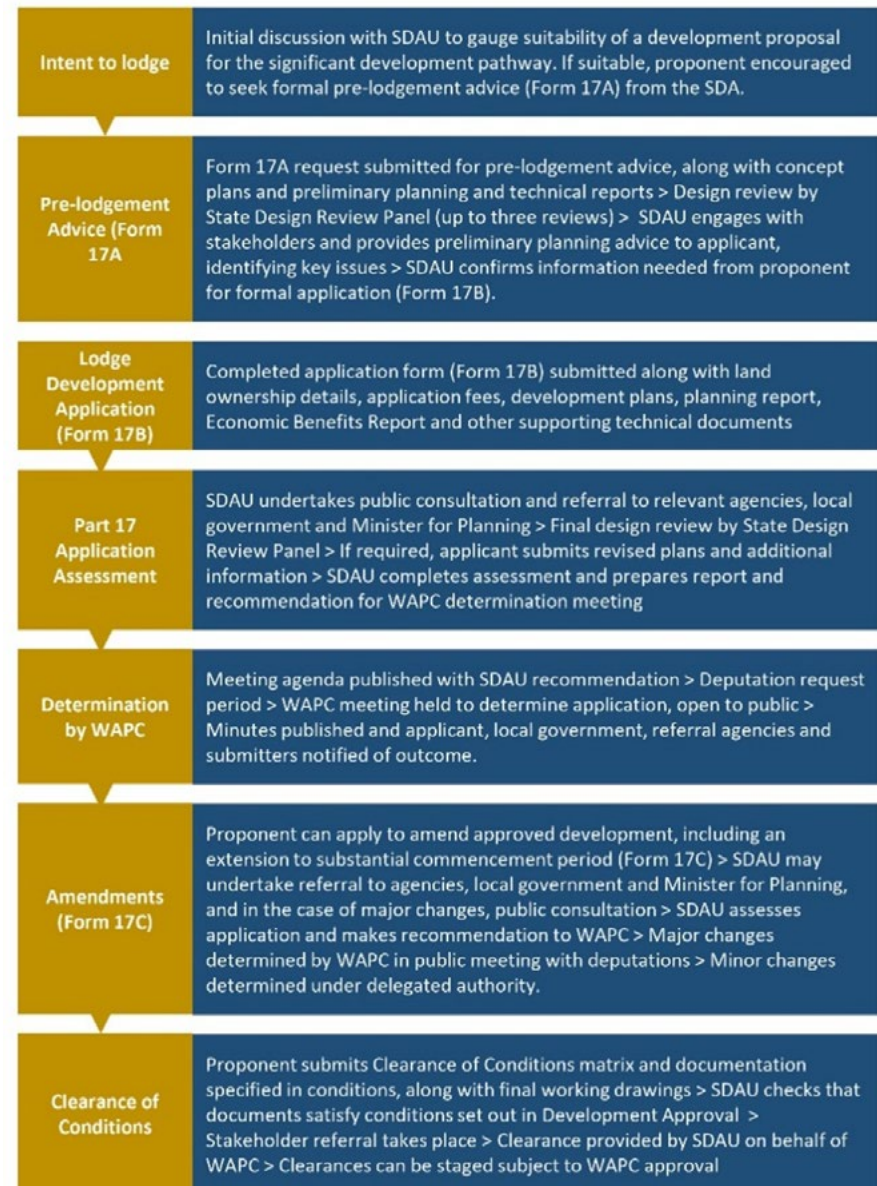 Intent to lodge
Initial discussion with SDAU to gauge suitability of a development proposal
for the significant development pathway. If suitable, proponent encouraged
to seek formal pre-lodgement advice (Form 17A) from the SDA.
Pre-lodgement
Advice (Form
17A
Form 17A request submitted for pre-lodgement advice, along with concept
plans and preliminary planning and technical reports > Design review by
State Design Review Panel (up to three reviews) > SDAU engages with
stakeholders and provides preliminary planning advice to applicant,
identifying key issues > SDAU confirms information needed from proponent
for formal application (Form 17B).
Lodge
Development
Application
(Form 17B)
Completed application form (Form 17B) submitted along with land
ownership details, application fees, development plans, planning report,
Economic Benefits Report and other supporting technical documents
Part 17
Application
Assessment
SDAU undertakes public consultation and referral to relevant agencies, local
government and Minister for Planning > Final design review by State Design
Review Panel > If required, applicant submits revised plans and additional
information > SDAU completes assessment and prepares report and
recommendation for WAPC determination meeting
Determination
by WAPC
Meeting agenda published with SDAU recommendation > Deputation request
period > WAPC meeting held to determine application, open to public >
Minutes published and applicant, local government, referral agencies and
submitters notified of outcome.
Amendments
(Form 17C)
Proponent can apply to amend approved development, including an
extension to substantial commencement period (Form 17C) > SDAU may
undertake referral to agencies, local government and Minister for Planning,
and in the case of major changes, public consultation > SDAU assesses
application and makes recommendation to WAPC > Major changes
determined by WAPC in public meeting with deputations > Minor changes
determined under delegated authority.
Clearance of
Conditions
Proponent submits Clearance of Conditions matrix and documentation
specified in conditions, along with final working drawings > SDAU checks that
documents satisfy conditions set out in Development Approval >
Stakeholder referral takes place > Clearance provided by SDAU on behalf of
WAPC > Clearances can be staged subject to WAPC approval